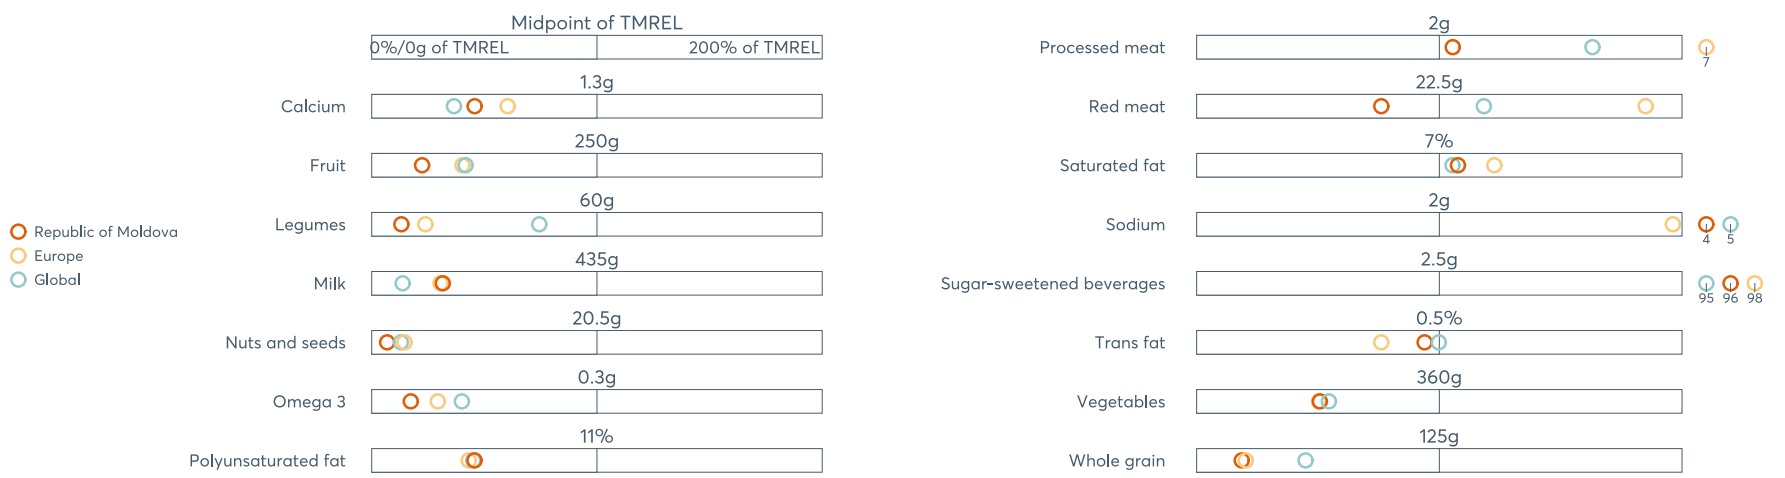 Midpoint of TMREL
0%/0g of TMREL
200% of TMREL
1.3g
Calcium
250g
Fruit
60g
Legumes
435g
Milk
20.5g
Nuts and seeds
0.3g
Omega 3
11%
Polyunsaturated fat
Republic of Moldova
Europe
Global
2g
Processed meat
7
22.5g
Red meat
7%
Saturated fat
2g
Sodium
4 5
2.5g
Sugar-sweetened beverages
95 96 98
0.5%
Trans fat
360g
Vegetables
125g
Whole grain